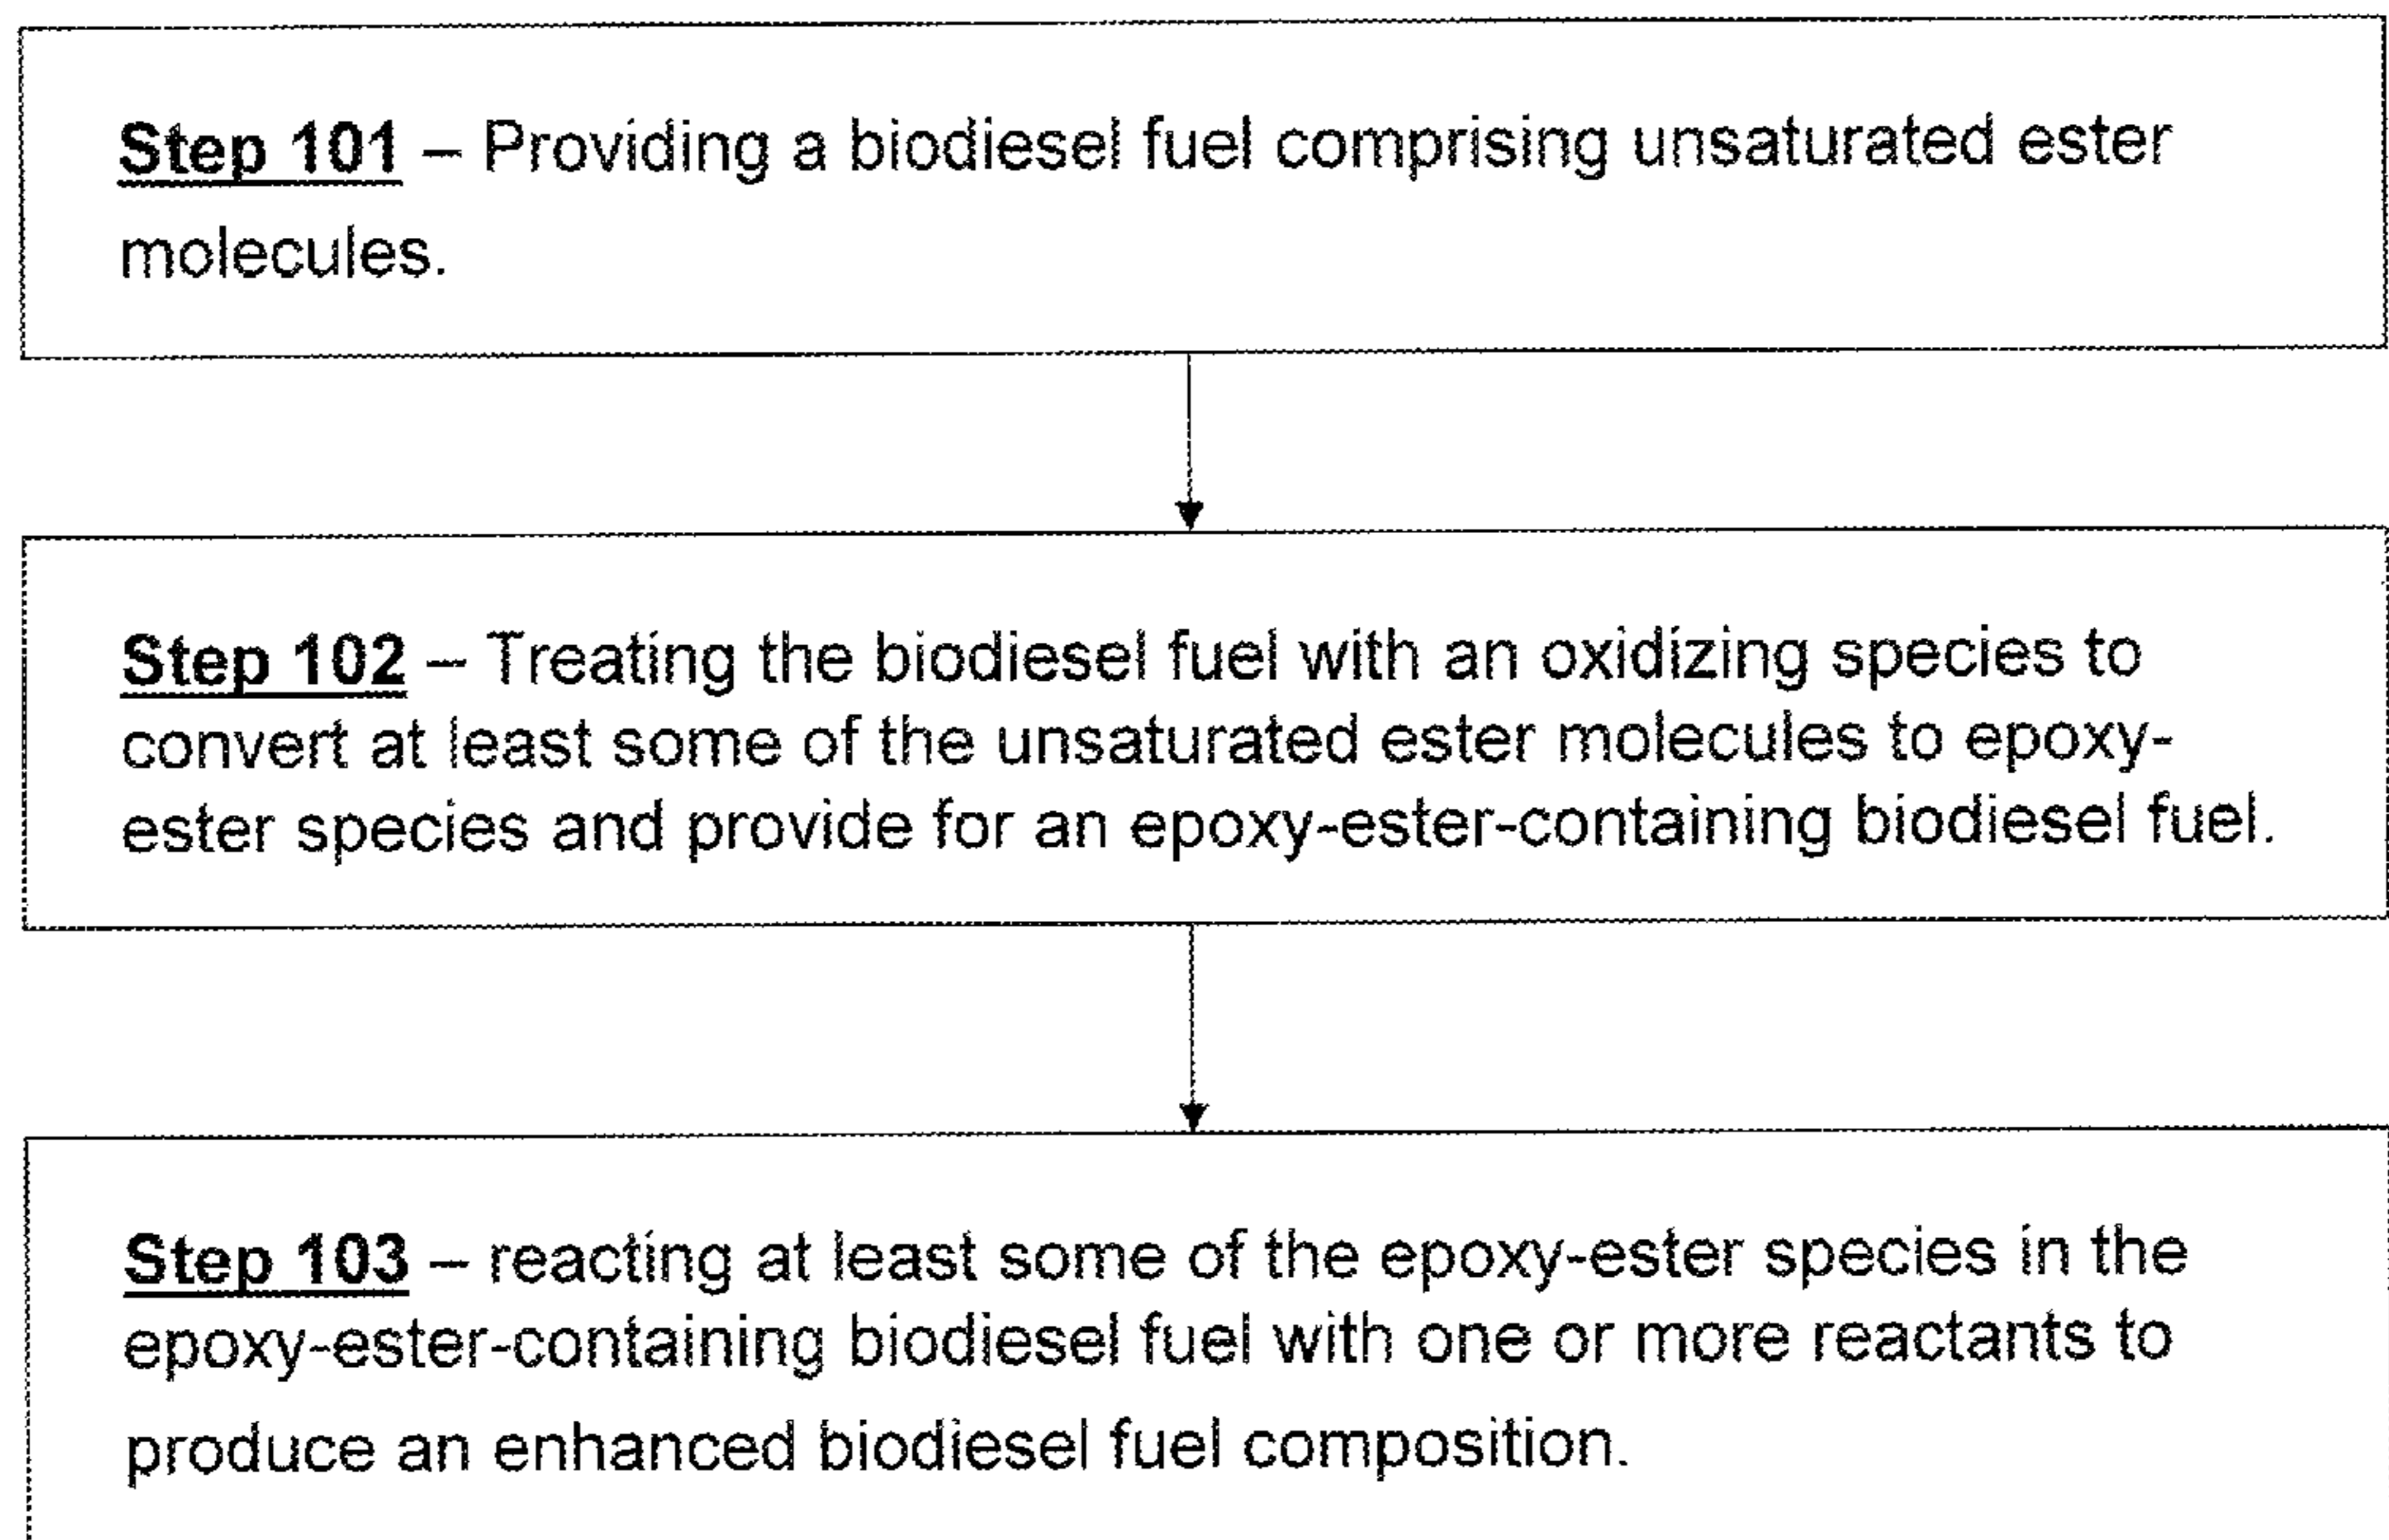 Step 101 – Providing a biodiesel fuel comprising unsaturated ester
molecules.
Step 102 – Treating the biodiesel fuel with an oxidizing species to
convert at least some of the unsaturated ester molecules to epoxy-
ester species and provide for an epoxy-ester-containing biodiesel fuel.
Step 103 – reacting at least some of the epoxy-ester species in the
epoxy-ester-containing biodiesel fuel with one or more reactants to
produce an enhanced biodiesel fuel composition.